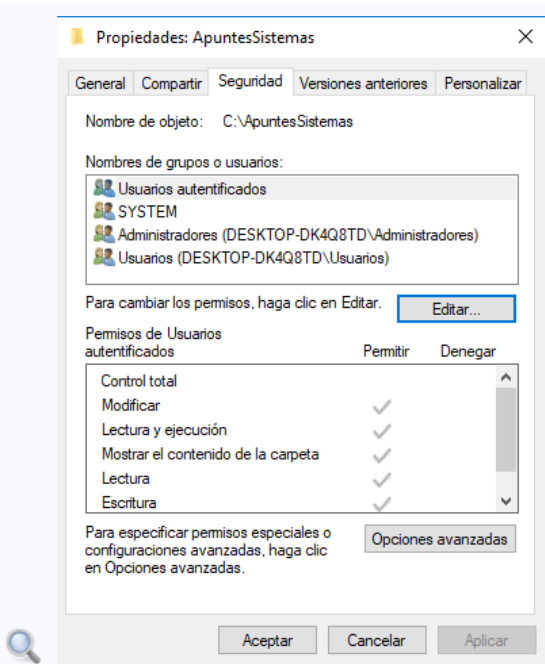 Propiedades: ApuntesSistemas
General Compartir Seguridad Versiones anteriores Personalizar
Nombre de objeto: C:\ApuntesSistemas
Nombres de grupos o usuarios:
Usuarios autentificados
SYSTEM
Administradores (DESKTOP-DK4Q8TD\Administradores)
Usuarios (DESKTOP-DK4Q8TD\Usuarios)
Para cambiar los permisos, haga clic en Editar. Editar...
Permisos de Usuarios
autentificados Permitir Denegar
Control total
Modificar
Lectura y ejecución
Mostrar el contenido de la carpeta
Lectura
Escritura
Para especificar permisos especiales o
configuraciones avanzadas, haga clic
en Opciones avanzadas.
Opciones avanzadas
Aceptar Cancelar Aplicar